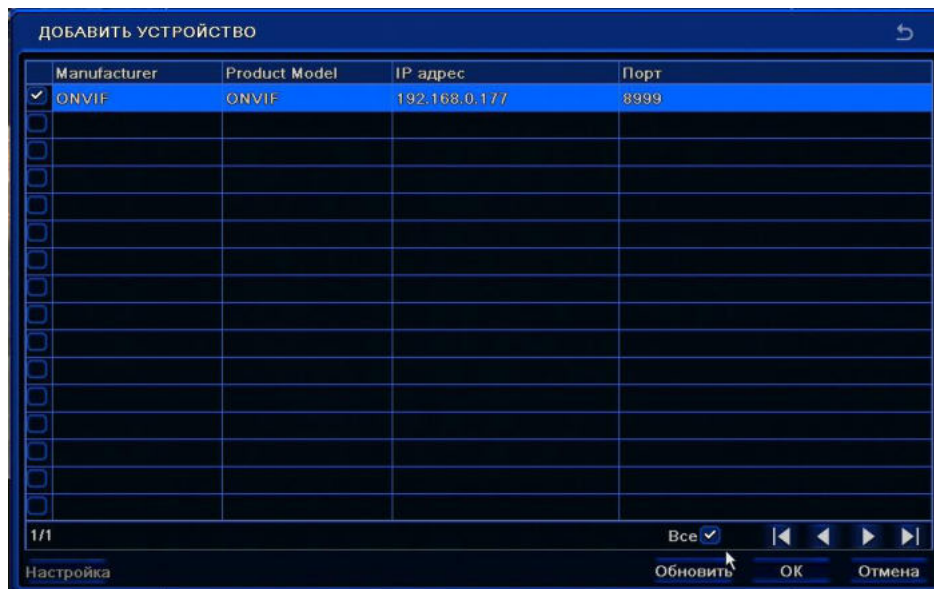 ДОБАВИТЬ УСТРОЙСТВО
Manufacturer Product Model IP адрес Порт
ONVIF ONVIF 192.168.0.177 8999
1/1 Все
Настройка Обновить ОК Отмена